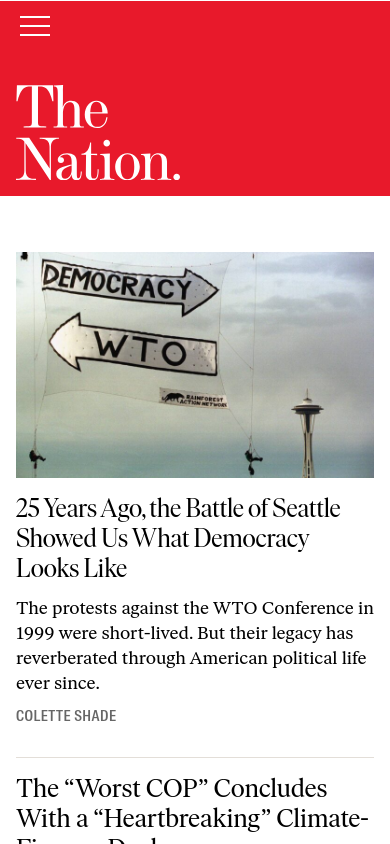 The
Nation.
DEMOCRACY
WTO
RAINFOREST
ACTION NETWORK
25 Years Ago, the Battle of Seattle
Showed Us What Democracy
Looks Like
The protests against the WTO Conference in
1999 were short-lived. But their legacy has
reverberated through American political life
ever since.
COLETTE SHADE
The “Worst COP” Concludes
With a “Heartbreaking” Climate-